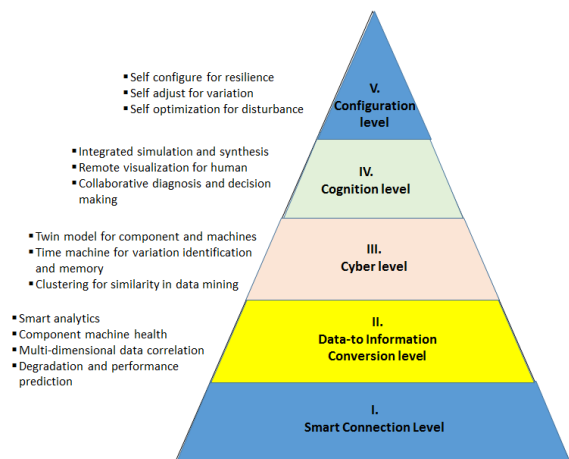 ▪ Self configure for resilience
▪ Self adjust for variation
▪ Self optimization for disturbance
V.
Configuration
level
▪ Integrated simulation and synthesis
▪ Remote visualization for human
▪ Collaborative diagnosis and decision
making
IV.
Cognition level
▪ Twin model for component and machines
▪ Time machine for variation identification
and memory
▪ Clustering for similarity in data mining
III.
Cyber level
▪ Smart analytics
▪ Component machine health
▪ Multi-dimensional data correlation
▪ Degradation and performance
prediction
II.
Data-to Information
Conversion level
I.
Smart Connection Level